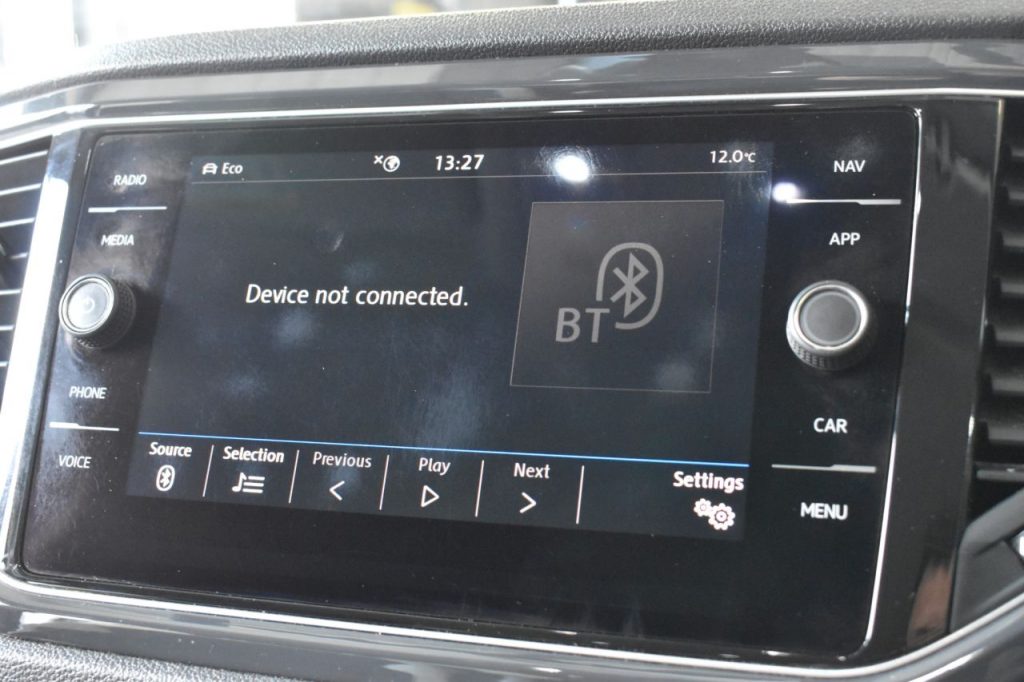 Eco 13:27 12.0°C
RADIO
MEDIA
PHONE
VOICE
Device not connected.
BT
Source Selection Previous Play Next Settings
NAV
APP
CAR
MENU